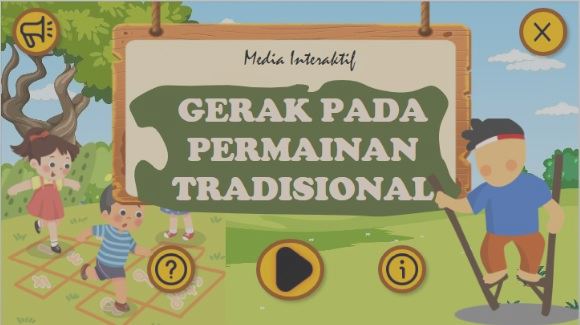 Media Interaktif
GERAK PADA
PERMAINAN
TRADISIONAL
?
i